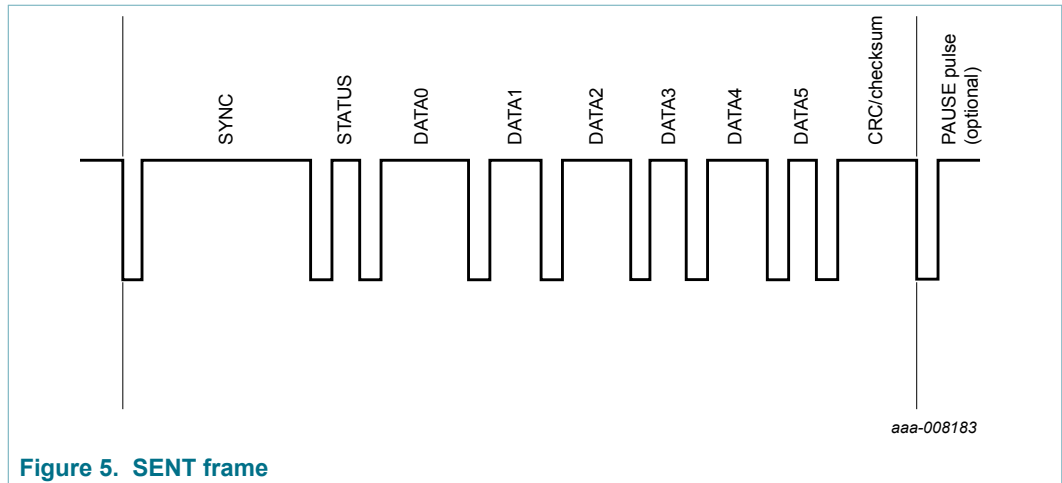 SYNC
STATUS
DATA0
DATA1
DATA2
DATA3
DATA4
DATA5
CRC/checksum
PAUSE pulse
(optional)
aaa-008183
Figure 5. SENT frame